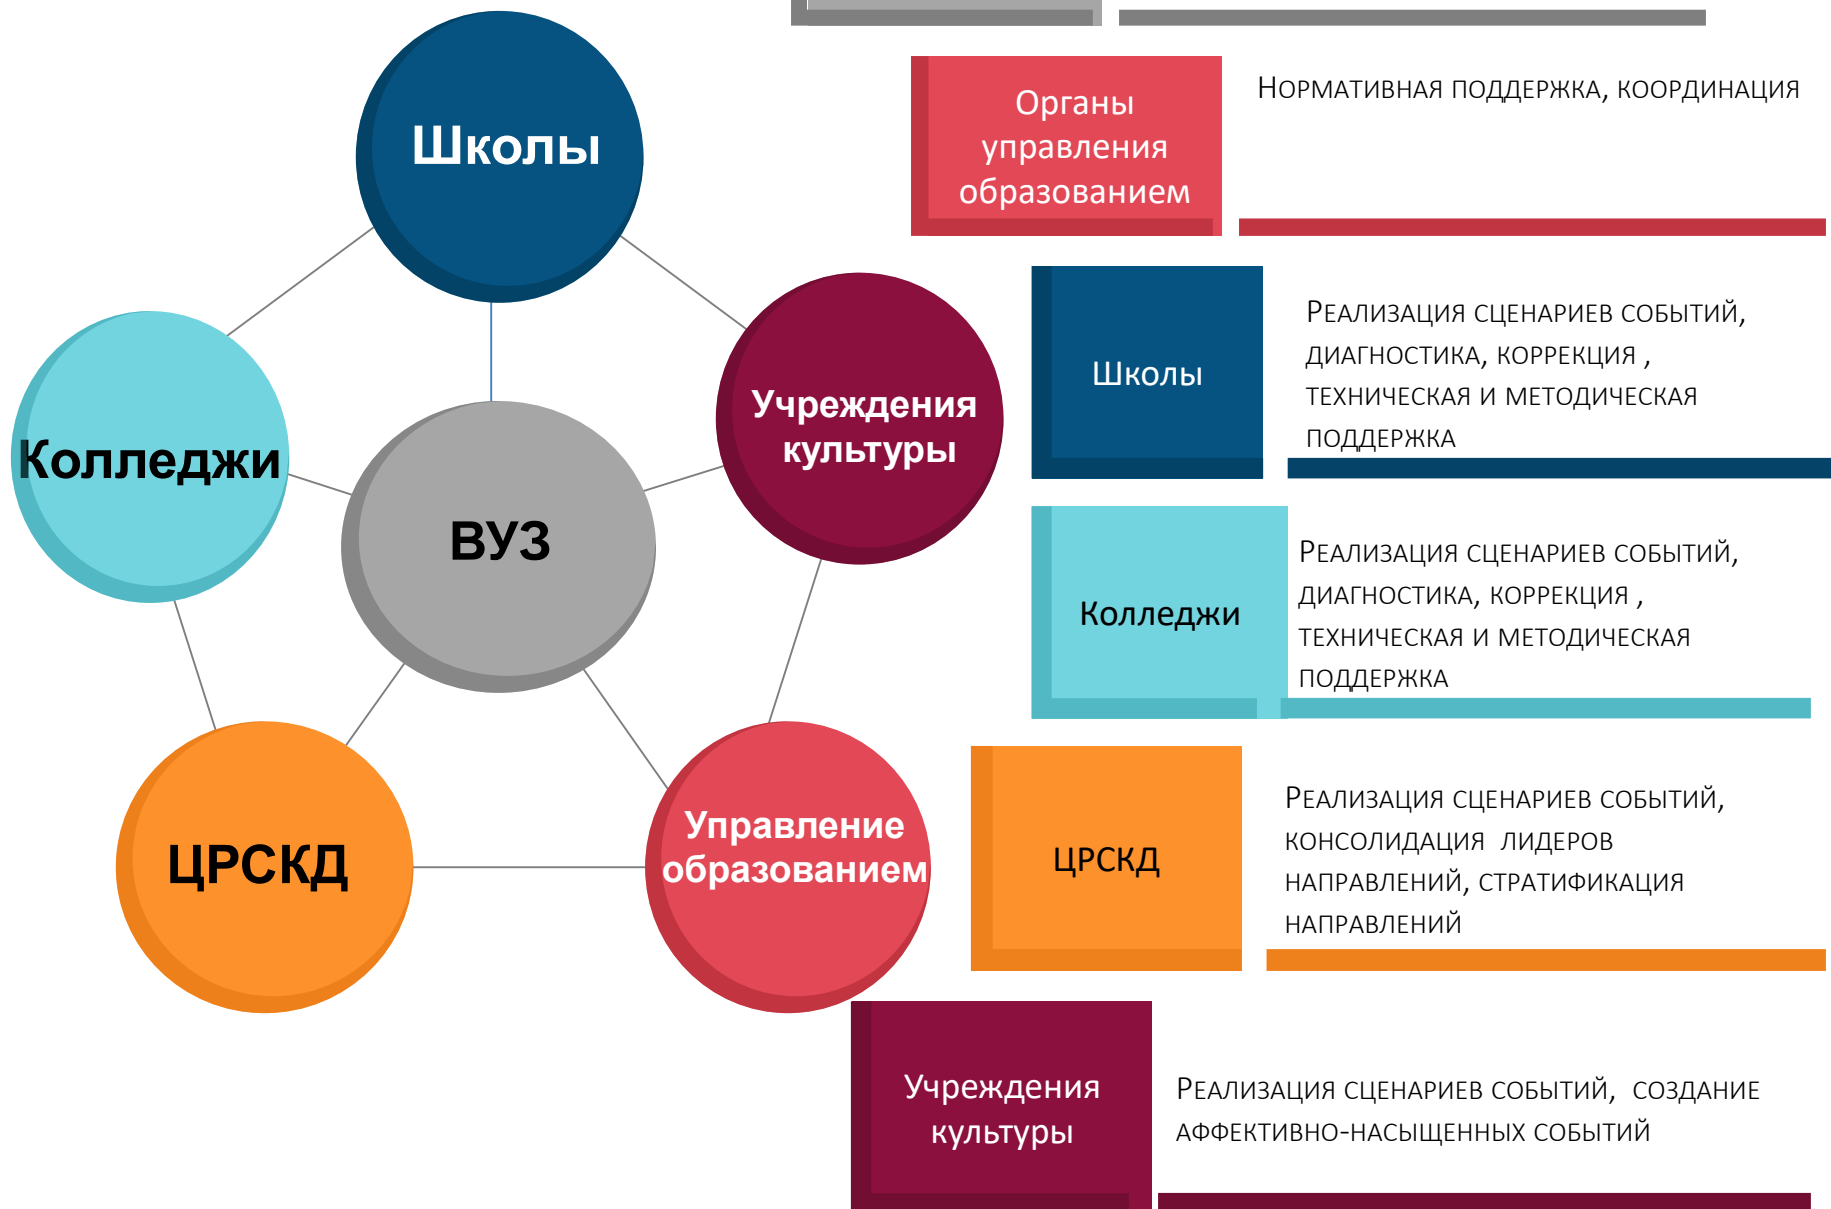 Школы
Учреждения
культуры
Колледжи
ВУЗ
ЦРСКД
Управление
образованием
Органы
управления
образованием
Нормативная поддержка, координация
Школы
Реализация сценариев событий,
диагностика, коррекция ,
техническая и методическая
поддержка
Колледжи
Реализация сценариев событий,
диагностика, коррекция ,
техническая и методическая
поддержка
ЦРСКД
Реализация сценариев событий,
консолидация лидеров
направлений, стратификация
направлений
Учреждения
культуры
Реализация сценариев событий, создание
аффективно-насыщенных событий